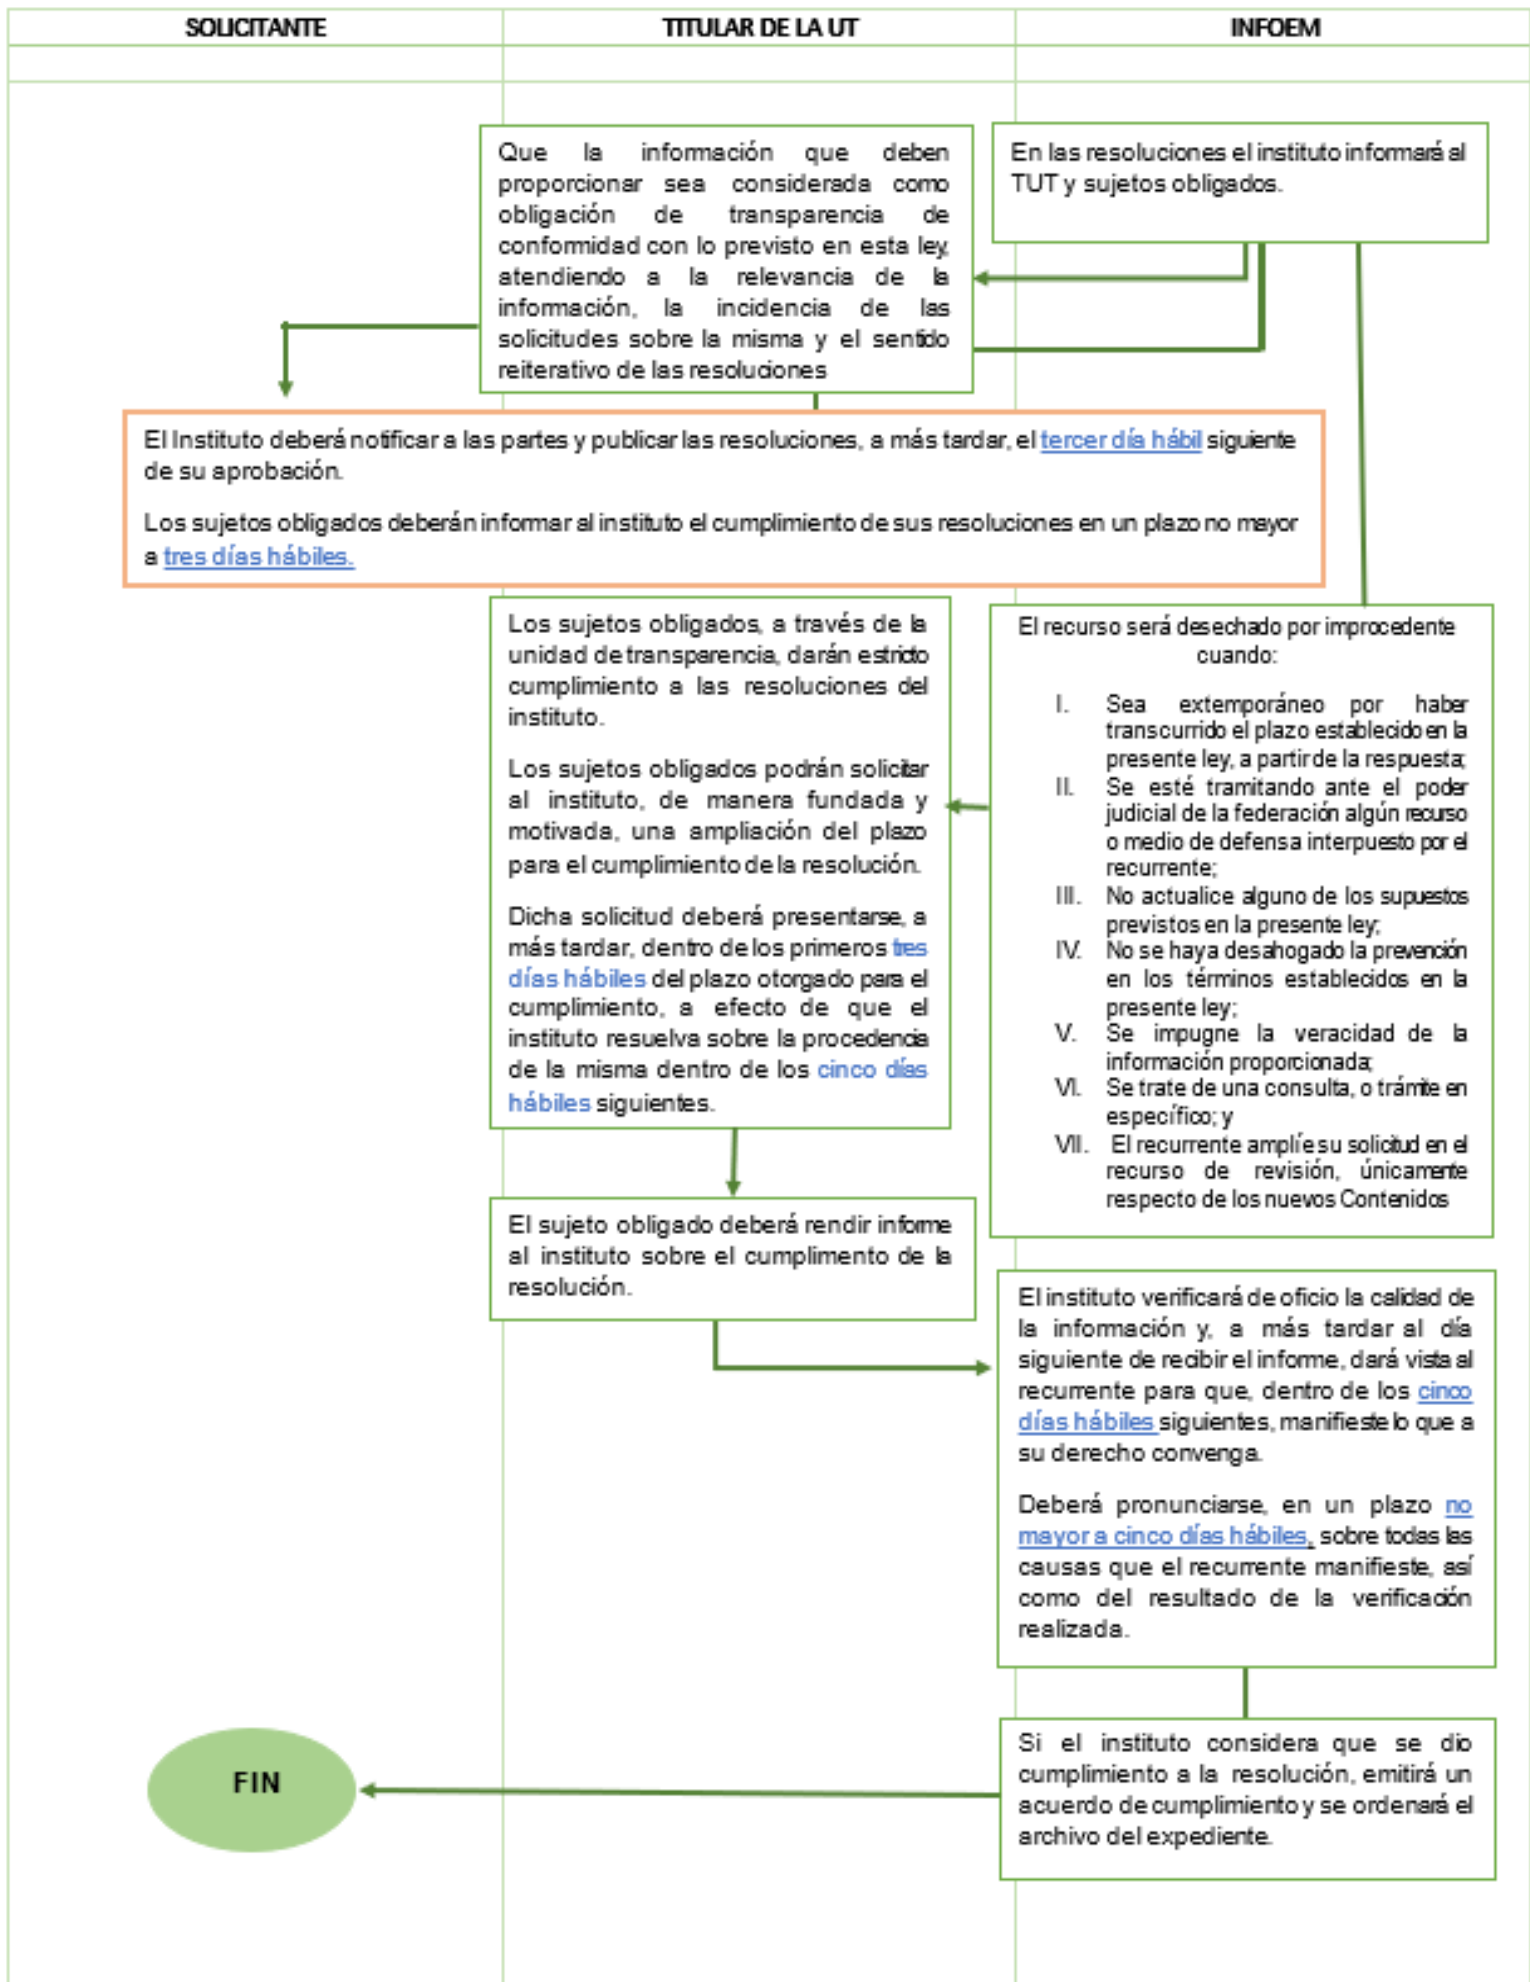 SOLICITANTE
TITULAR DE LA UT
INFOEM
Que la información que deben
proporcionar sea considerada como
obligación de transparencia de
conformidad con lo previsto en esta ley,
atendiendo a la relevancia de la
información, la incidencia de las
solicitudes sobre la misma y el sentido
reiterativo de las resoluciones
En las resoluciones el instituto informará al
TUT y sujetos obligados.
El Instituto deberá notificar a las partes y publicar las resoluciones, a más tardar, el tercer día hábil siguiente
de su aprobación.
Los sujetos obligados deberán informar al instituto el cumplimiento de sus resoluciones en un plazo no mayor
a tres días hábiles.
Los sujetos obligados, a través de la
unidad de transparencia, darán estricto
cumplimiento a las resoluciones del
instituto.
Los sujetos obligados podrán solicitar
al instituto, de manera fundada y
motivada, una ampliación del plazo
para el cumplimiento de la resolución.
Dicha solicitud deberá presentarse, a
más tardar, dentro de los primeros tres
días hábiles del plazo otorgado para el
cumplimiento, a efecto de que el
instituto resuelva sobre la procedencia
de la misma dentro de los cinco días
hábiles siguientes.
El recurso será desechado por improcedente
cuando:
I. Sea extemporáneo por haber
transcurrido el plazo establecido en la
presente ley, a partir de la respuesta;
II. Se esté tramitando ante el poder
judicial de la federación algún recurso
o medio de defensa interpuesto por el
recurrente;
III. No actualice alguno de los supuestos
previstos en la presente ley;
IV. No se haya desahogado la prevención
en los términos establecidos en la
presente ley;
V. Se impugne la veracidad de la
información proporcionada;
VI. Se trate de una consulta, o trámite en
específico; y
VII. El recurrente amplíe su solicitud en el
recurso de revisión, únicamente
respecto de los nuevos Contenidos
El sujeto obligado deberá rendir informe
al instituto sobre el cumplimento de la
resolución.
El instituto verificará de oficio la calidad de
la información y, a más tardar al día
siguiente de recibir el informe, dará vista al
recurrente para que, dentro de los cinco
días hábiles siguientes, manifieste lo que a
su derecho convenga.
Deberá pronunciarse, en un plazo no
mayor a cinco días hábiles, sobre todas las
causas que el recurrente manifieste, así
como del resultado de la verificación
realizada.
Si el instituto considera que se dio
cumplimiento a la resolución, emitirá un
acuerdo de cumplimiento y se ordenará el
archivo del expediente.
FIN